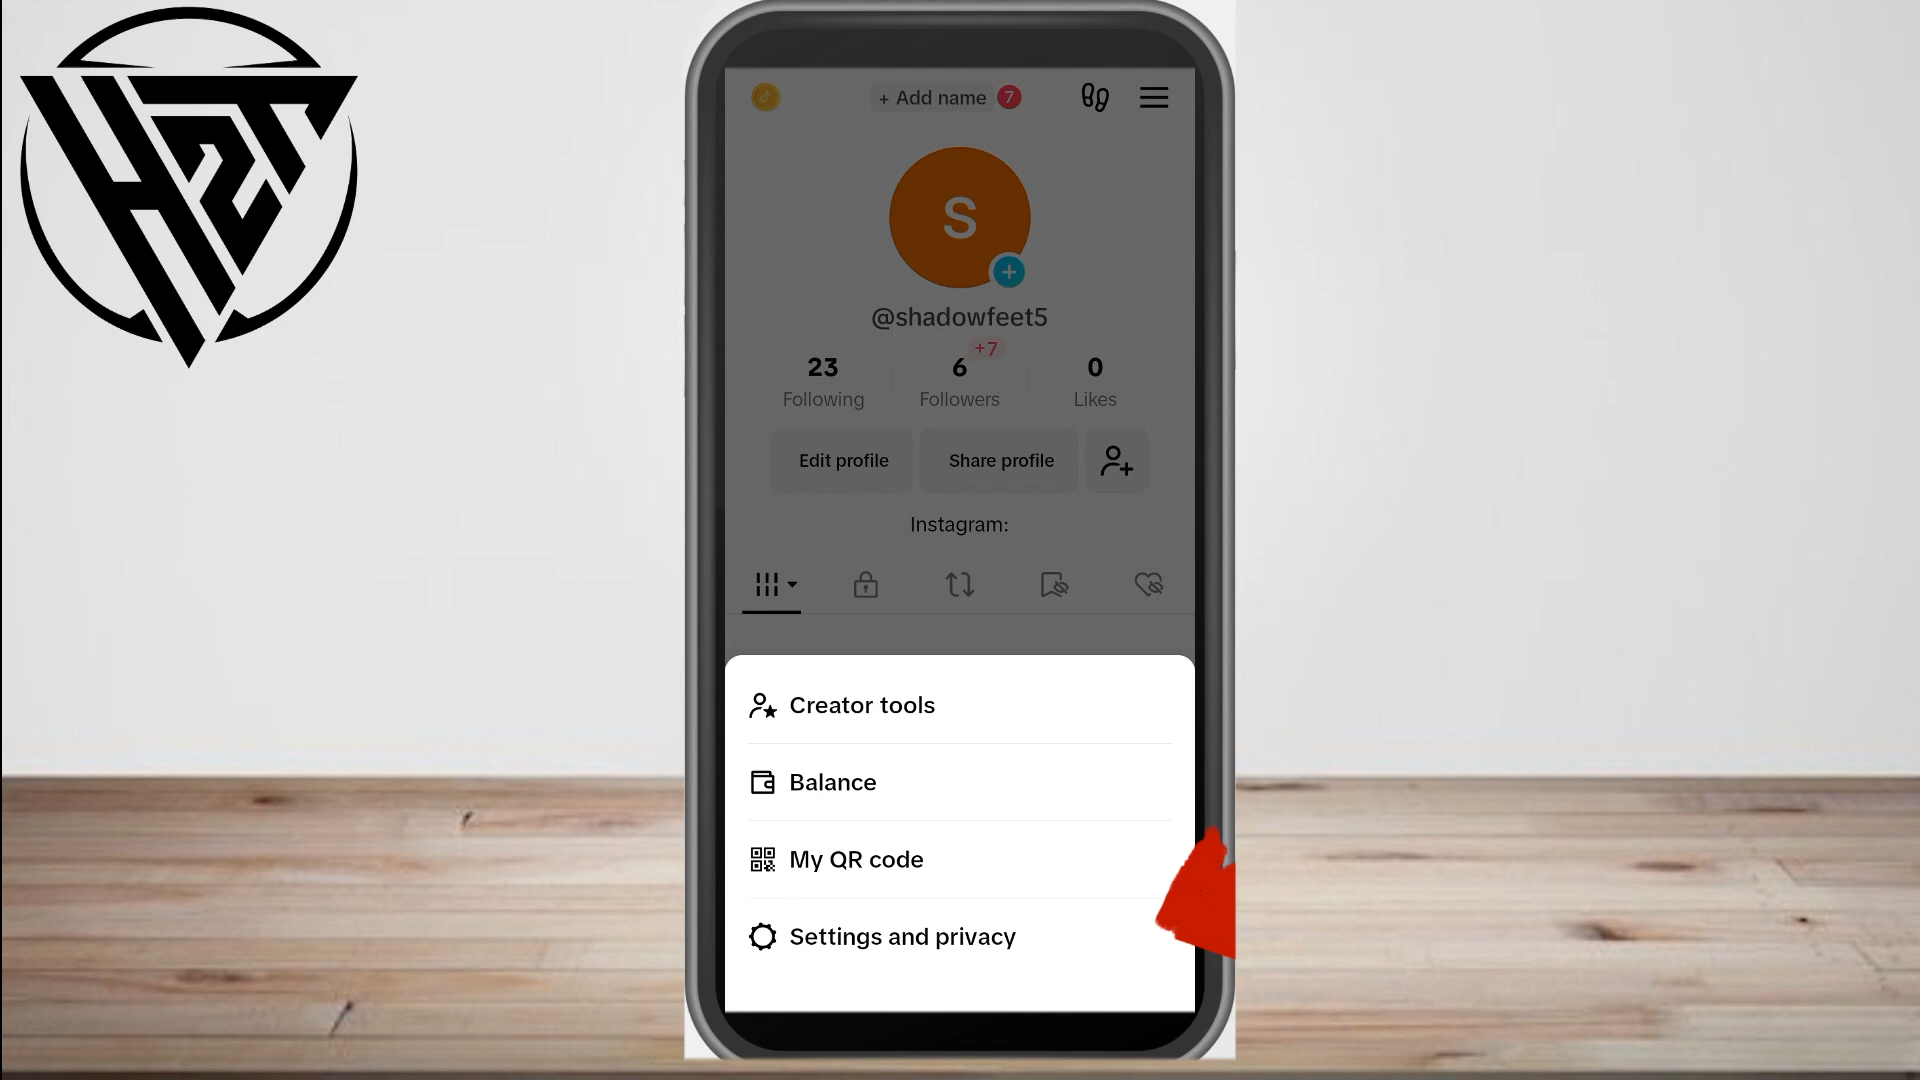 H2T
+ Add name 7
S
@shadowfeet5
+7
23 6 0
Following Followers Likes
Edit profile Share profile
Instagram:
Creator tools
Balance
My QR code
Settings and privacy